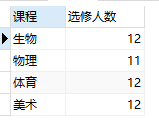 课程 选修人数
生物 12
物理 11
体育 12
美术 12